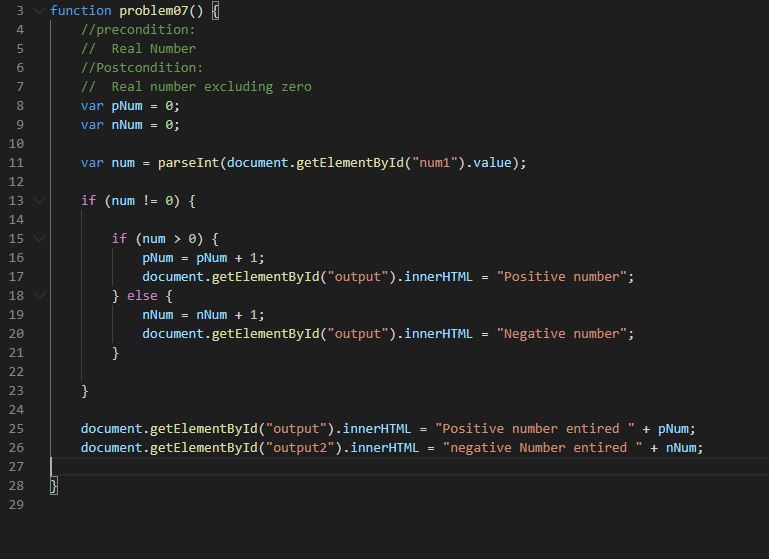 3 function problem07() {
4     //precondition:
5     //  Real Number
6     //Postcondition:
7     //  Real number excluding zero
8     var pNum = 0;
9     var nNum = 0;
10
11     var num = parseInt(document.getElementById("num1").value);
12
13     if (num != 0) {
14
15         if (num > 0) {
16             pNum = pNum + 1;
17             document.getElementById("output").innerHTML = "Positive number";
18         } else {
19             nNum = nNum + 1;
20             document.getElementById("output").innerHTML = "Negative number";
21         }
22
23     }
24
25     document.getElementById("output").innerHTML = "Positive number entired " + pNum;
26     document.getElementById("output2").innerHTML = "negative Number entired " + nNum;
27
28 }
29